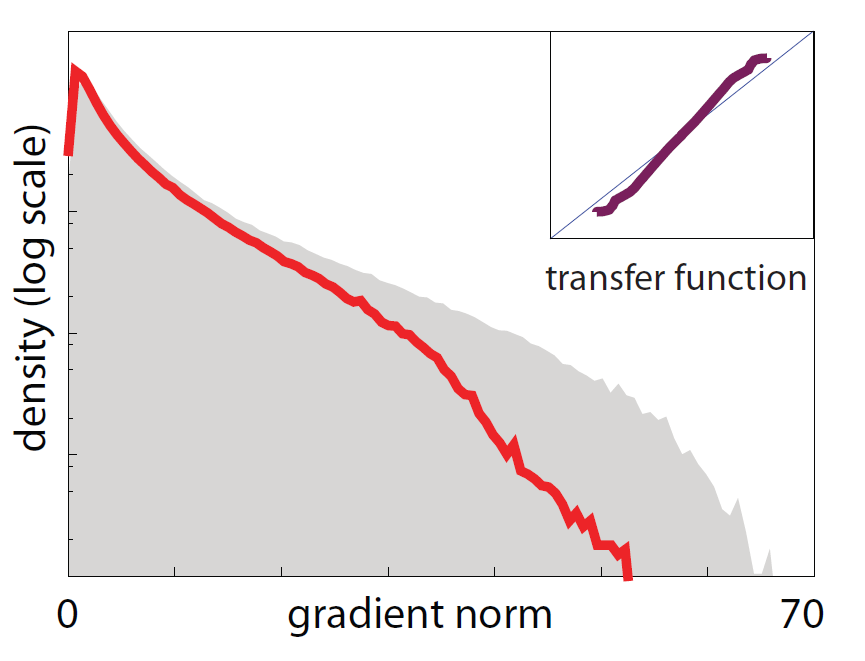 density (log scale)
transfer function
0
gradient norm
70